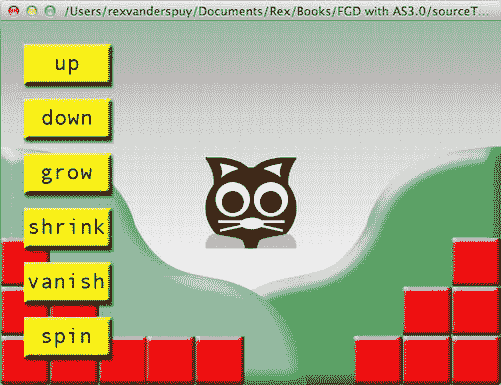 /Users/rexvanderspuy/Documents/Rex/Books/FGD with AS3.0/sourceT...
up
down
grow
shrink
vanish
spin